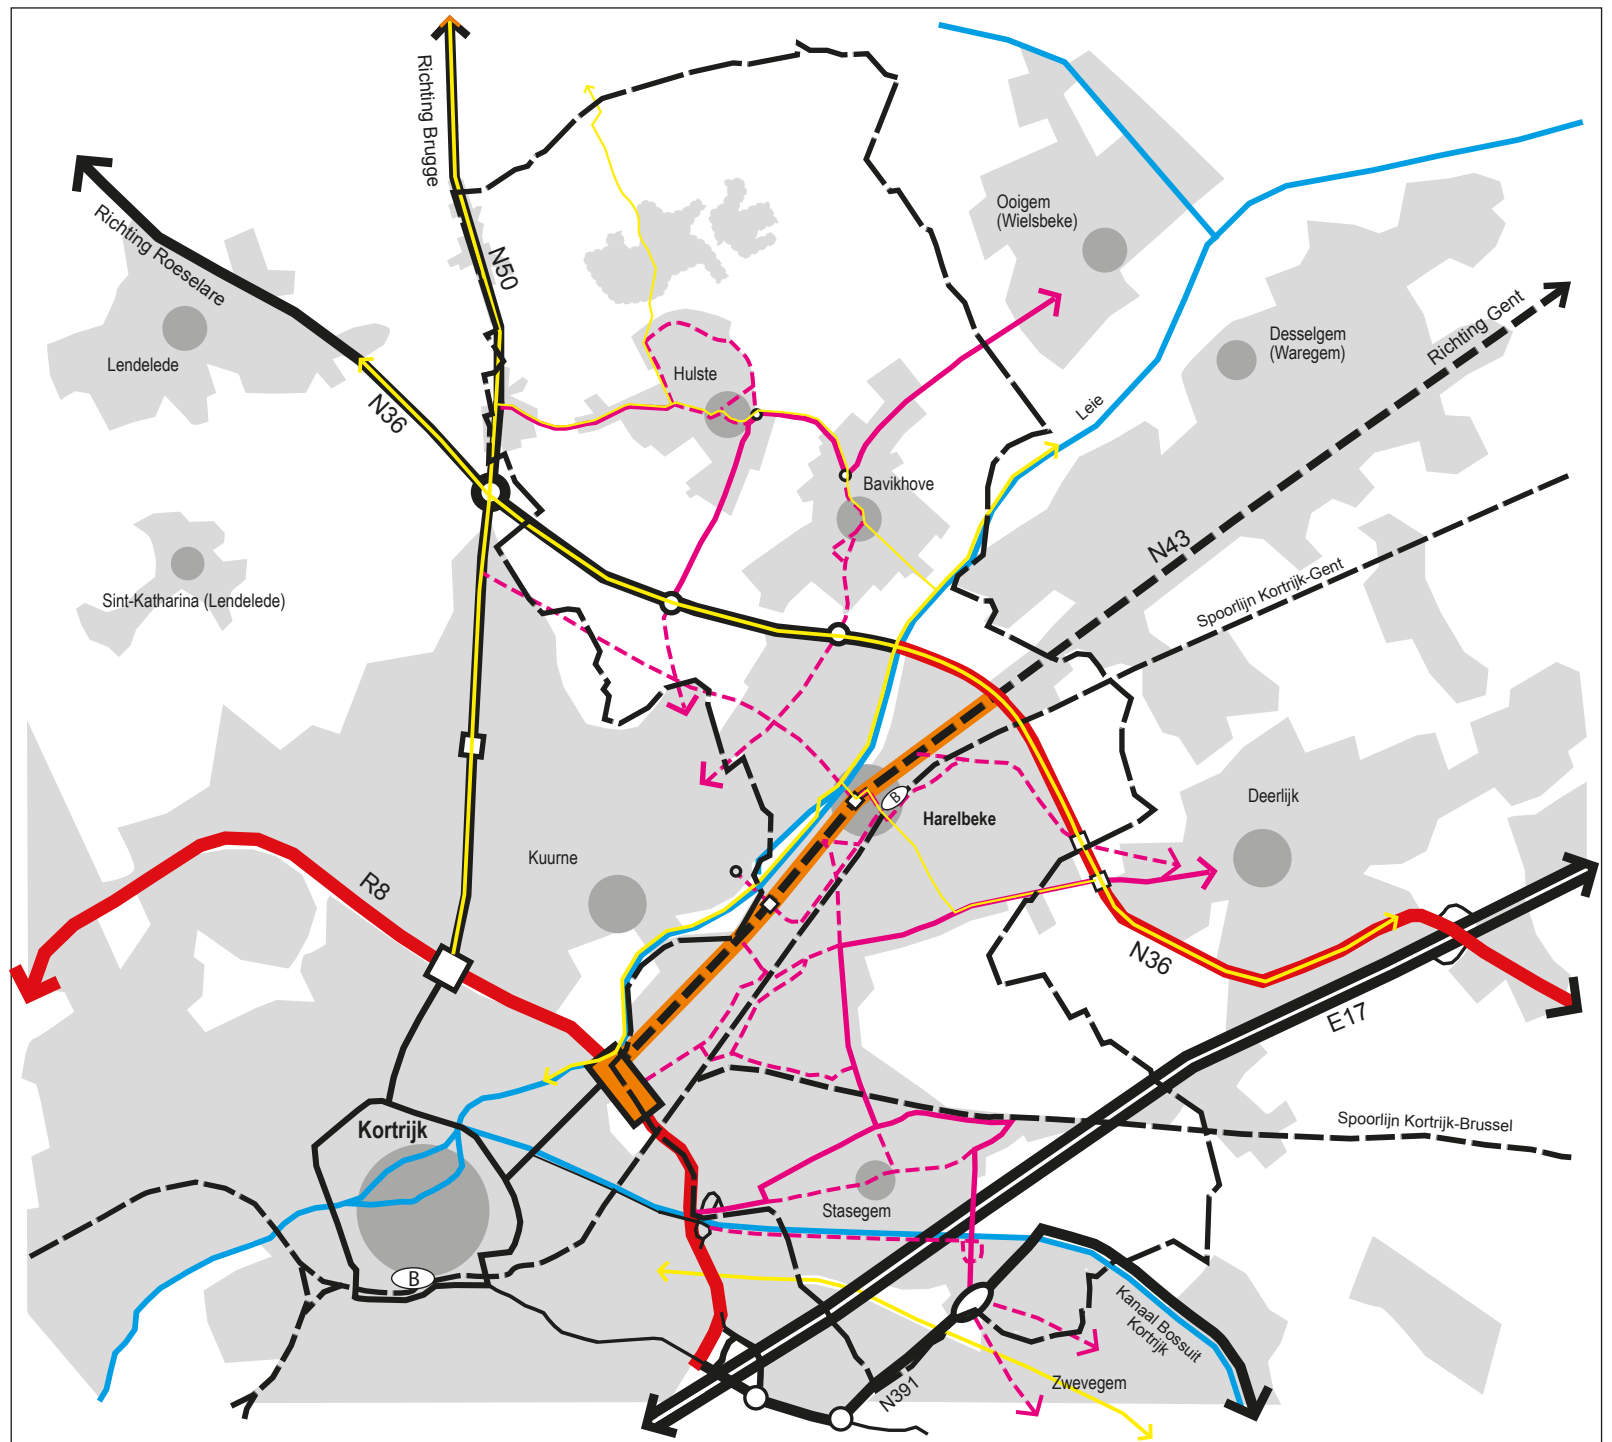 Richting Brugge
Richting Roeselare
N50
Ooigem
(Wielsbeke)
Lendelede
Hulste
Desselgem
(Waregem)
Richting Gent
N36
Leie
Bavikhove
N43
Spoorlijn Kortrijk-Gent
Sint-Katharina (Lendelede)
B
Harelbeke
Deerlijk
Kuurne
R8
N36
E17
Kortrijk
Spoorlijn Kortrijk-Brussel
Stasegem
B
Kanaal Bossuit
Kortrijk
N391
Zwevegem